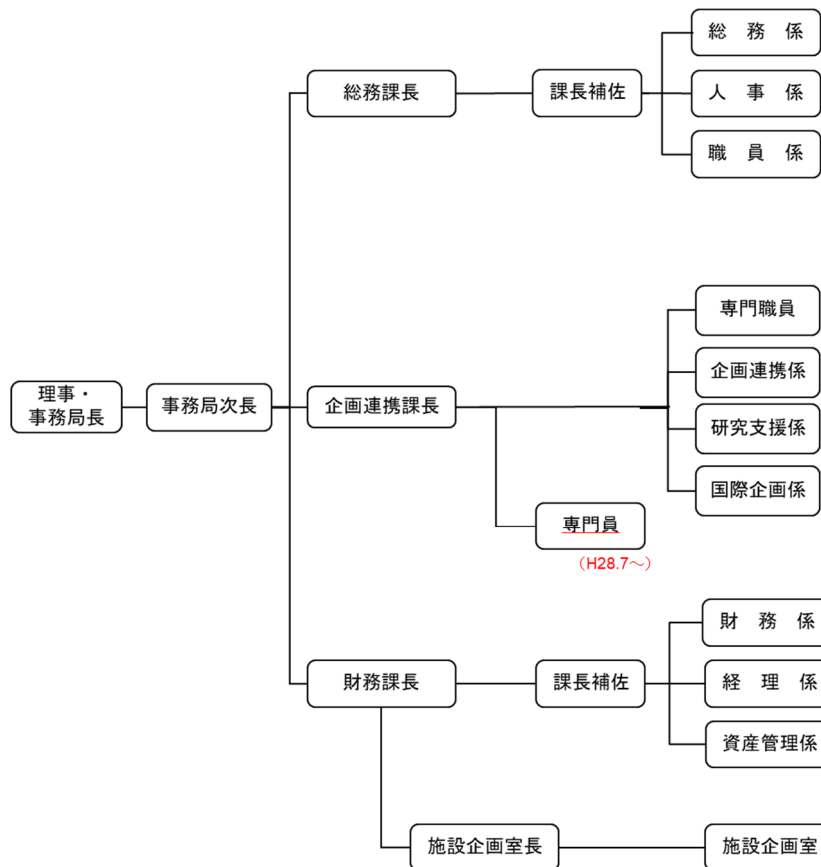 総務係
総務課長
課長補佐
人事係
職員係
専門職員
企画連携係
理事・
事務局長
事務局次長
企画連携課長
研究支援係
国際企画係
専門員
（H28.7～）
財務係
財務課長
課長補佐
経理係
資産管理係
施設企画室長
施設企画室